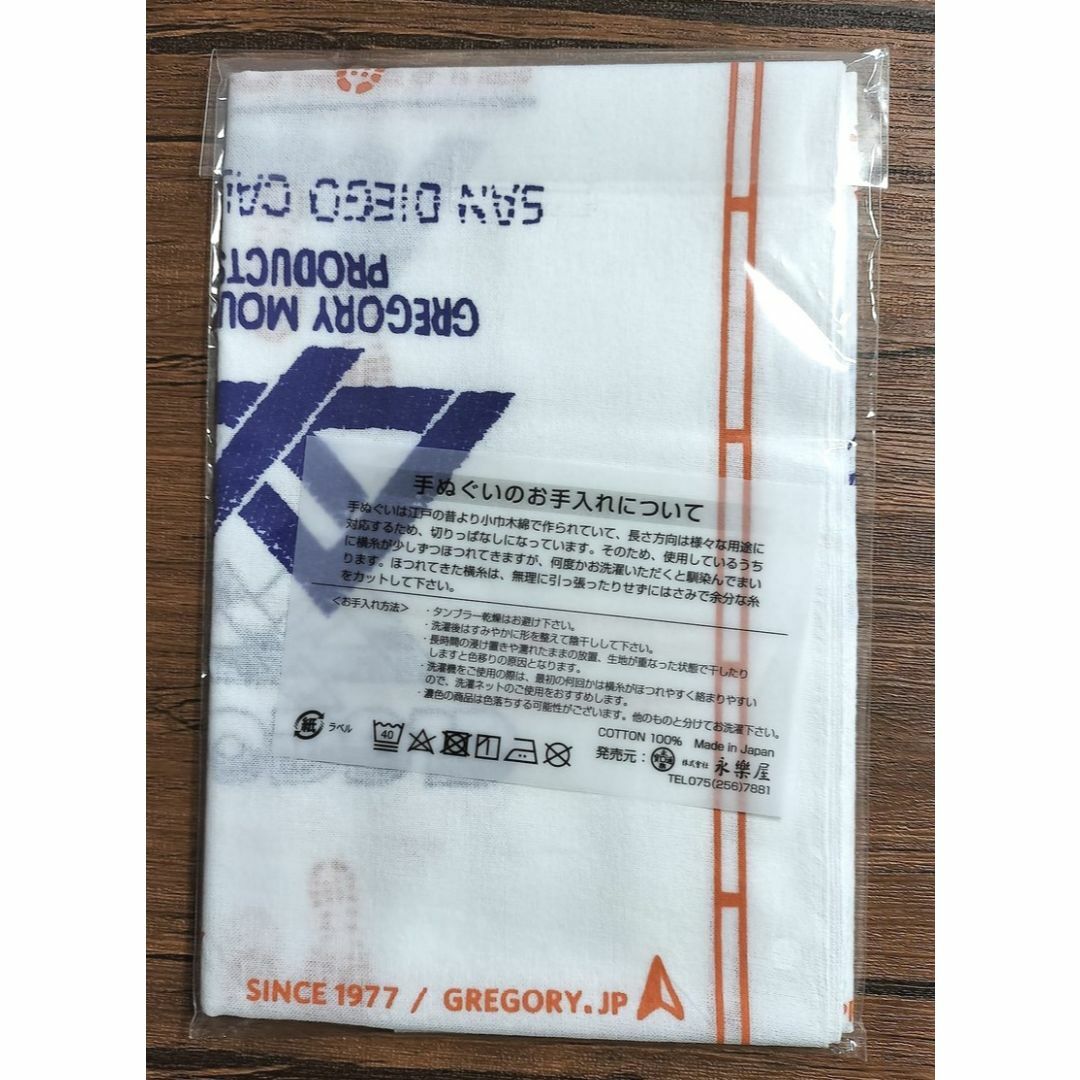 SAN DIEGO CAL
PRODUCTS
GREGORY MOU
手ぬぐいのお手入れについて
手ぬぐいは江戸の昔より小巾木綿で作られていて、長さ方向は様々な用途に
対応するため、切りっぱなしになっています。そのため、使用しているうち
に横糸が少しずつほつれてきますが、何度かお洗濯いただくと馴染んでまい
ります。ほつれてきた横糸は、無理に引っ張ったりせずにはさみで余分な糸
をカットして下さい。
<お手入れ方法>
・タンブラー乾燥はお避け下さい。
・洗濯後はすみやかに形を整えて陰干しして下さい。
・長時間の浸け置きや濡れたままの放置、生地が重なった状態で干したり
しますと色移りの原因となります。
・洗濯機をご使用の際は、最初の何回かは横糸がほつれやすく絡まりやすい
ので、洗濯ネットのご使用をおすすめします。
・濃色の商品は色落ちする可能性がございます。他のものと分けてお洗濯下さい。
紙 ラベル
40
COTTON 100% Made in Japan
発売元: 株式会社 永樂屋
TEL075(256)7881
SINCE 1977 / GREGORY.JP